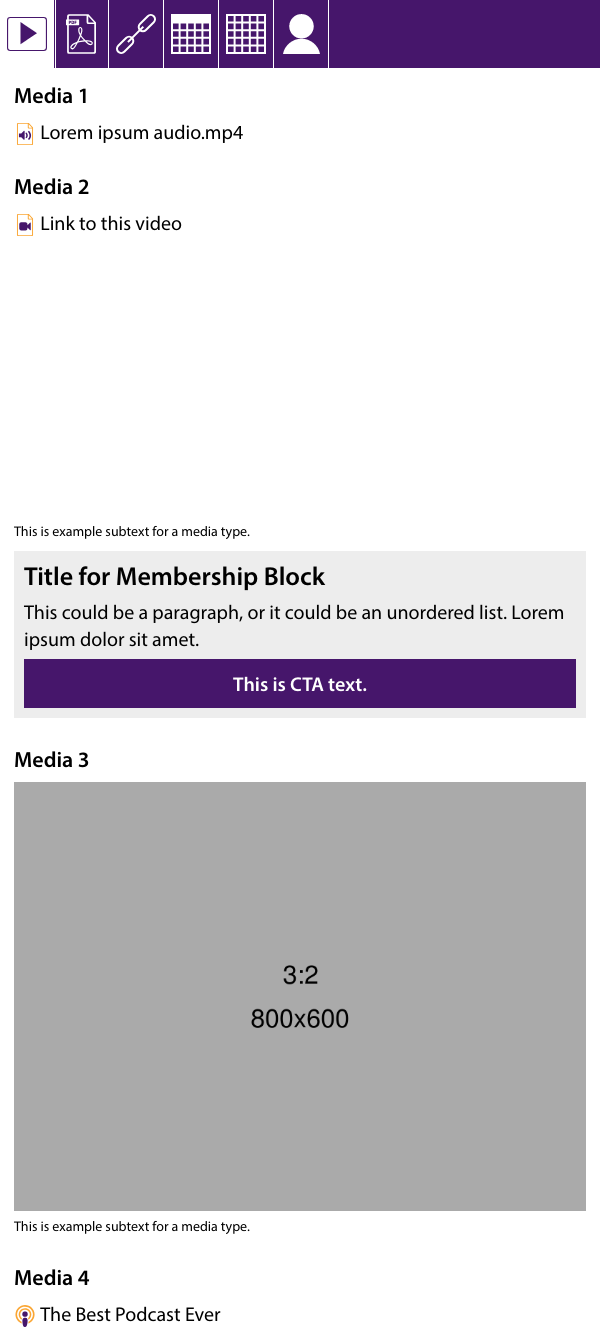 PDF
Media 1
Lorem ipsum audio.mp4
Media 2
Link to this video
This is example subtext for a media type.
Title for Membership Block
This could be a paragraph, or it could be an unordered list. Lorem
ipsum dolor sit amet.
This is CTA text.
Media 3
3:2
800x600
This is example subtext for a media type.
Media 4
The Best Podcast Ever